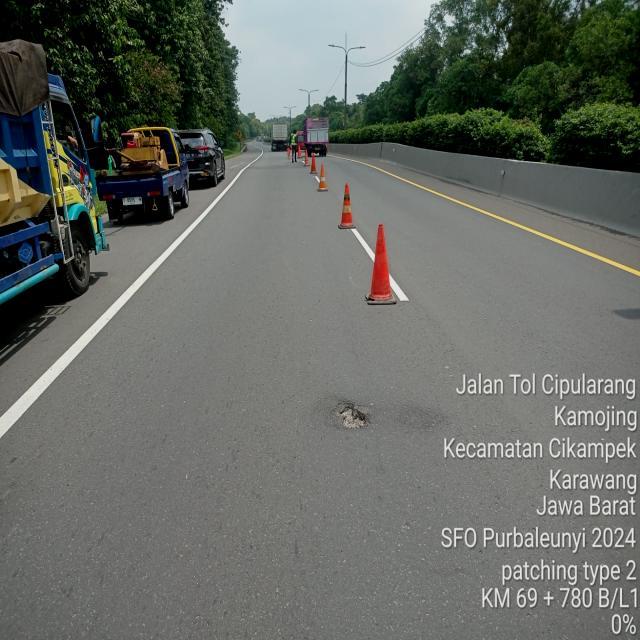 Jalan Tol Cipularang
Kamojing
Kecamatan Cikampek
Karawang
Jawa Barat
SFO Purbaleunyi 2024
patching type 2
KM 69 + 780 B/L1
0%